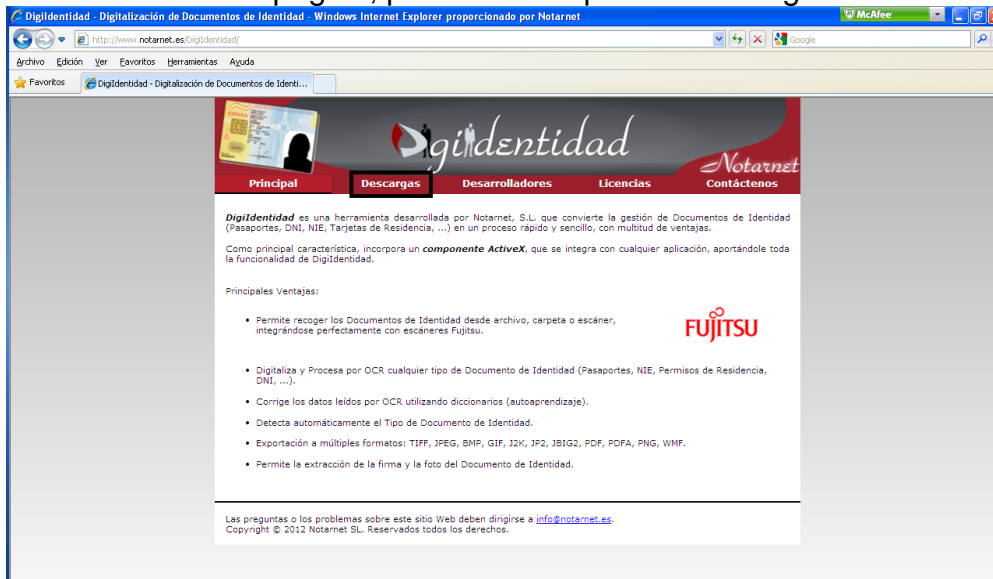 DigiIdentidad - Digitalización de Documentos de Identidad - Windows Internet Explorer proporcionado por Notarnet
McAfee
http://www.notarnet.es/DigiIdentidad/
Google
Archivo Edición Ver Favoritos Herramientas Ayuda
Favoritos
DigiIdentidad - Digitalización de Documentos de Identi...
ESPAÑA
DigiIdentidad
Notarnet
Principal Descargas Desarrolladores Licencias Contáctenos
DigiIdentidad es una herramienta desarrollada por Notarnet, S.L. que convierte la gestión de Documentos de Identidad
(Pasaportes, DNI, NIE, Tarjetas de Residencia, ...) en un proceso rápido y sencillo, con multitud de ventajas.
Como principal característica, incorpora un componente ActiveX, que se integra con cualquier aplicación, aportándole toda
la funcionalidad de DigiIdentidad.
Principales Ventajas:
• Permite recoger los Documentos de Identidad desde archivo, carpeta o escáner,
integrándose perfectamente con escáneres Fujitsu.
FUJITSU
• Digitaliza y Procesa por OCR cualquier tipo de Documento de Identidad (Pasaportes, NIE, Permisos de Residencia,
DNI, ...).
• Corrige los datos leídos por OCR utilizando diccionarios (autoaprendizaje).
• Detecta automáticamente el Tipo de Documento de Identidad.
• Exportación a múltiples formatos: TIFF, JPEG, BMP, GIF, J2K, JP2, JBIG2, PDF, PDFA, PNG, WMF.
• Permite la extracción de la firma y la foto del Documento de Identidad.
Las preguntas o los problemas sobre este sitio Web deben dirigirse a info@notarnet.es.
Copyright © 2012 Notarnet SL. Reservados todos los derechos.